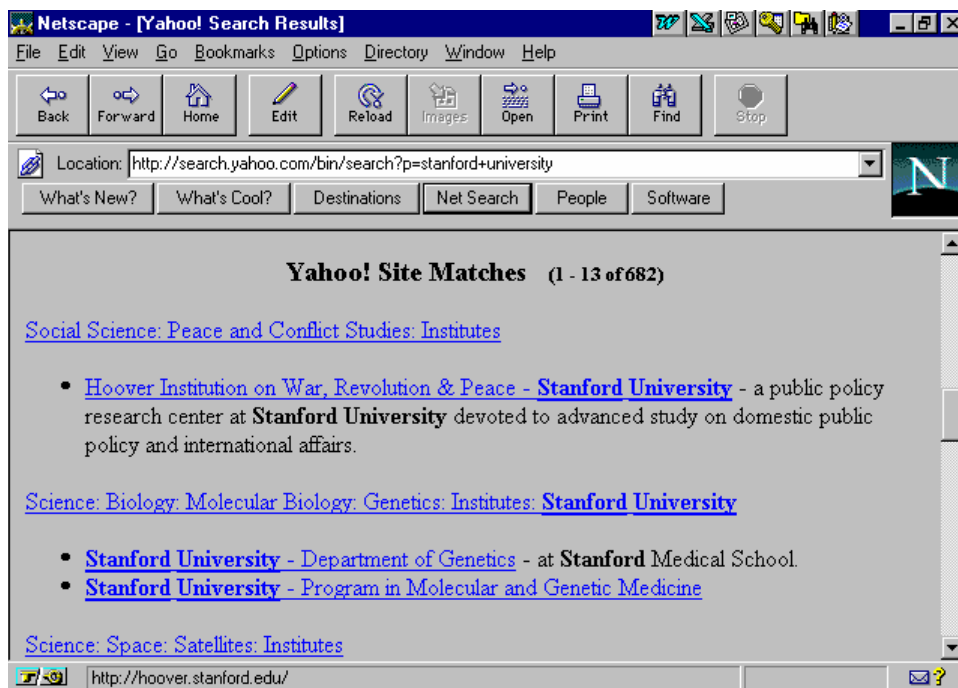 Netscape - [Yahoo! Search Results]
File Edit View Go Bookmarks Options Directory Window Help
Back Forward Home Edit Reload Images Open Print Find Stop
Location: http://search.yahoo.com/bin/search?p=stanford+university
N
What's New? What's Cool? Destinations Net Search People Software
Yahoo! Site Matches (1 - 13 of 682)
Social Science: Peace and Conflict Studies: Institutes
• Hoover Institution on War, Revolution & Peace - Stanford University - a public policy
research center at Stanford University devoted to advanced study on domestic public
policy and international affairs.
Science: Biology: Molecular Biology: Genetics: Institutes: Stanford University
• Stanford University - Department of Genetics - at Stanford Medical School.
• Stanford University - Program in Molecular and Genetic Medicine
Science: Space: Satellites: Institutes
http://hoover.stanford.edu/